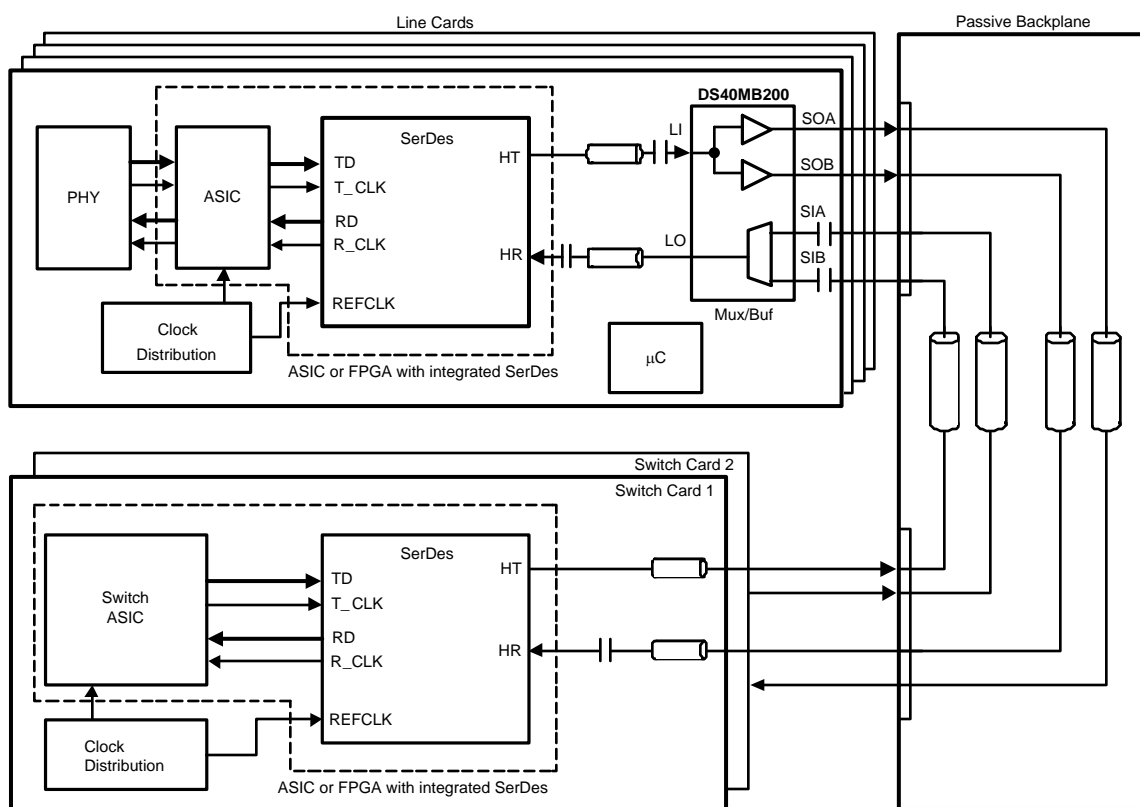 Line Cards
Passive Backplane
DS40MB200
SerDes
PHY
ASIC
TD
T_CLK
RD
R_CLK
REFCLK
HT
HR
LI
LO
SOA
SOB
SIA
SIB
Mux/Buf
Clock
Distribution
ASIC or FPGA with integrated SerDes
μC
Switch Card 2
Switch Card 1
SerDes
Switch
ASIC
TD
T_CLK
RD
R_CLK
REFCLK
HT
HR
Clock
Distribution
ASIC or FPGA with integrated SerDes